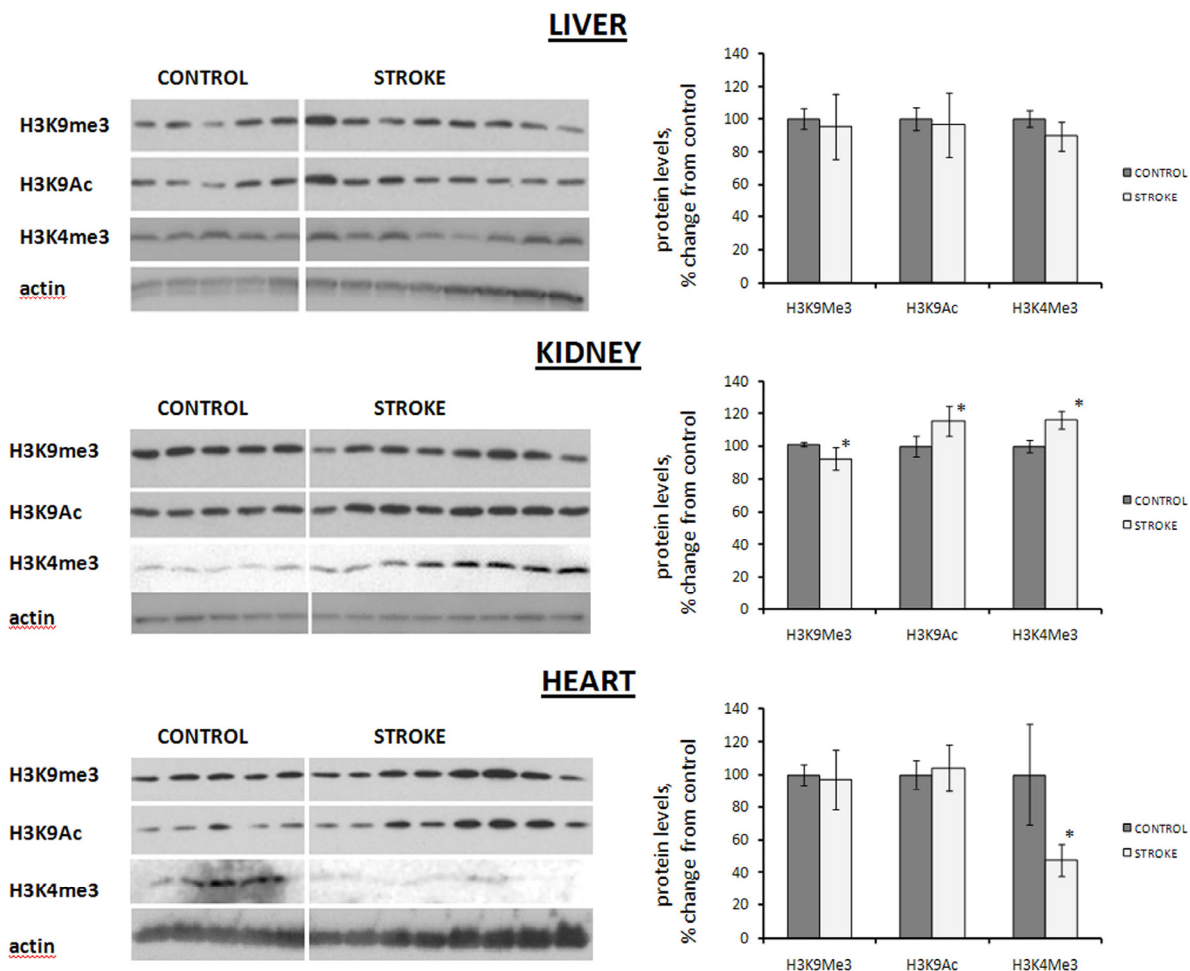 LIVER
CONTROL STROKE
H3K9me3
H3K9Ac
H3K4me3
actin
protein levels,
% change from control
140
120
100
80
60
40
20
0
H3K9Me3 H3K9Ac H3K4Me3
CONTROL
STROKE
KIDNEY
CONTROL STROKE
H3K9me3
H3K9Ac
H3K4me3
actin
protein levels,
% change from control
140
120
100
80
60
40
20
0
* * *
H3K9Me3 H3K9Ac H3K4Me3
CONTROL
STROKE
HEART
CONTROL STROKE
H3K9me3
H3K9Ac
H3K4me3
actin
protein levels,
% change from control
140
120
100
80
60
40
20
0
*
H3K9Me3 H3K9Ac H3K4Me3
CONTROL
STROKE